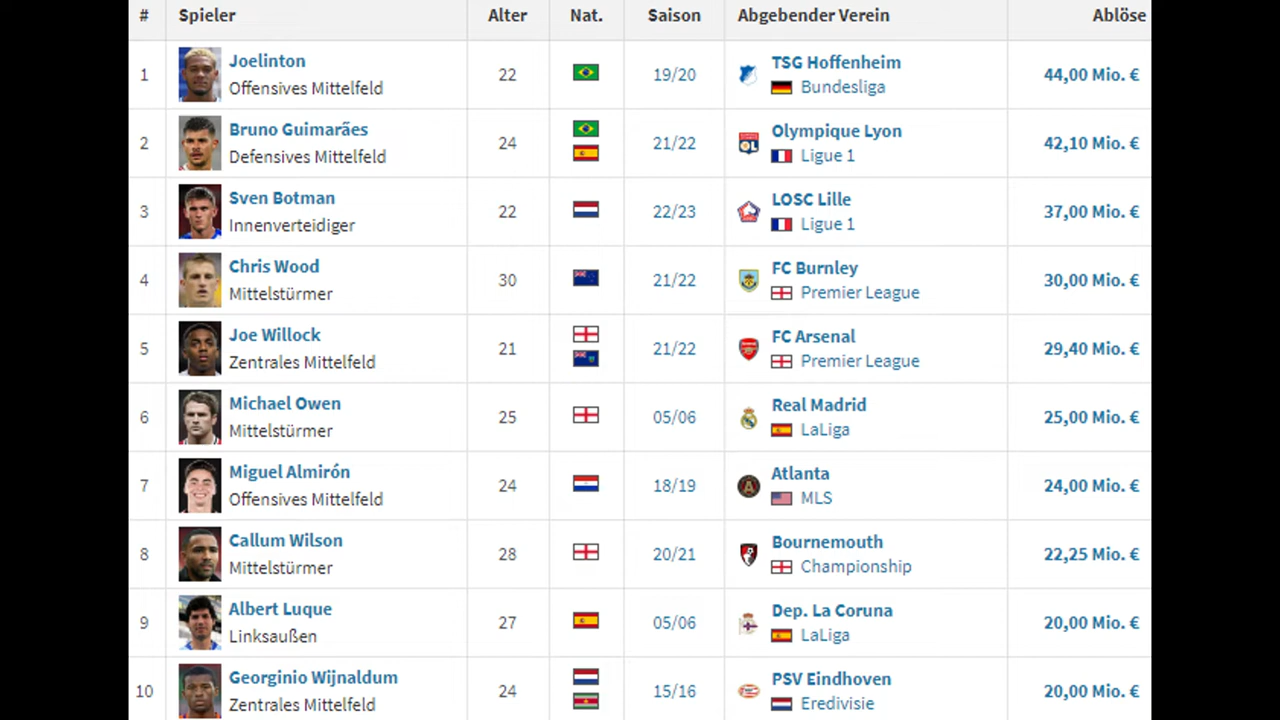 # Spieler Alter Nat. Saison Abgebender Verein Ablöse
1 Joelinton 22 19/20 TSG Hoffenheim 44,00 Mio. €
Offensives Mittelfeld Bundesliga
2 Bruno Guimarães 24 21/22 Olympique Lyon 42,10 Mio. €
Defensives Mittelfeld Ligue 1
3 Sven Botman 22 22/23 LOSC Lille 37,00 Mio. €
Innenverteidiger Ligue 1
4 Chris Wood 30 21/22 FC Burnley 30,00 Mio. €
Mittelstürmer Premier League
5 Joe Willock 21 21/22 FC Arsenal 29,40 Mio. €
Zentrales Mittelfeld Premier League
6 Michael Owen 25 05/06 Real Madrid 25,00 Mio. €
Mittelstürmer LaLiga
7 Miguel Almirón 24 18/19 Atlanta 24,00 Mio. €
Offensives Mittelfeld MLS
8 Callum Wilson 28 20/21 Bournemouth 22,25 Mio. €
Mittelstürmer Championship
9 Albert Luque 27 05/06 Dep. La Coruna 20,00 Mio. €
Linksaußen LaLiga
10 Georginio Wijnaldum 24 15/16 PSV Eindhoven 20,00 Mio. €
Zentrales Mittelfeld Eredivisie